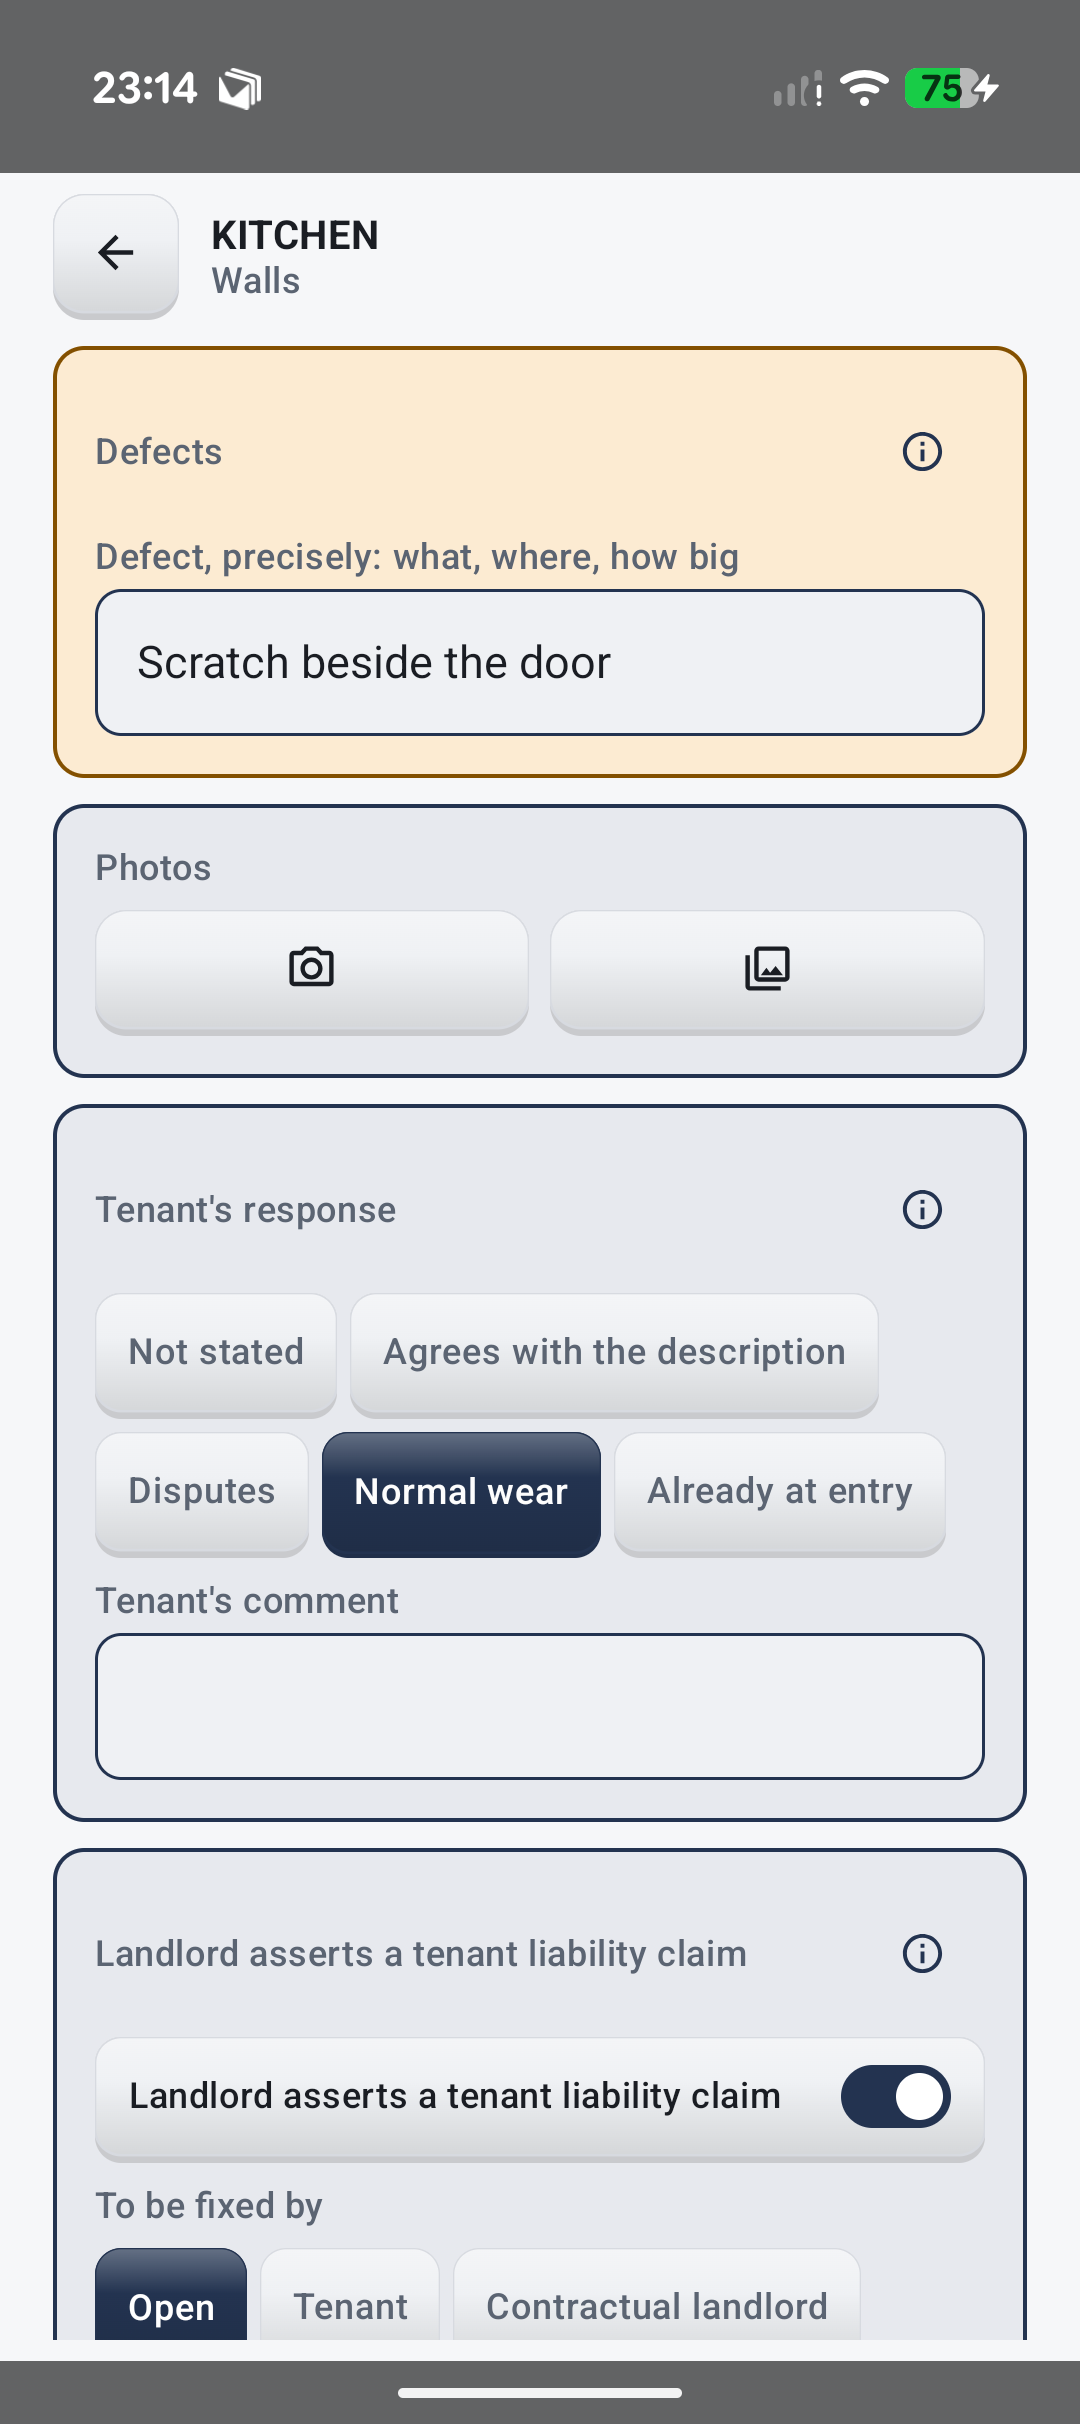 23:14
75
KITCHEN
Walls
Defects
Defect, precisely: what, where, how big
Scratch beside the door
Photos
Tenant's response
Not stated
Agrees with the description
Disputes
Normal wear
Already at entry
Tenant's comment
Landlord asserts a tenant liability claim
Landlord asserts a tenant liability claim
To be fixed by
Open
Tenant
Contractual landlord